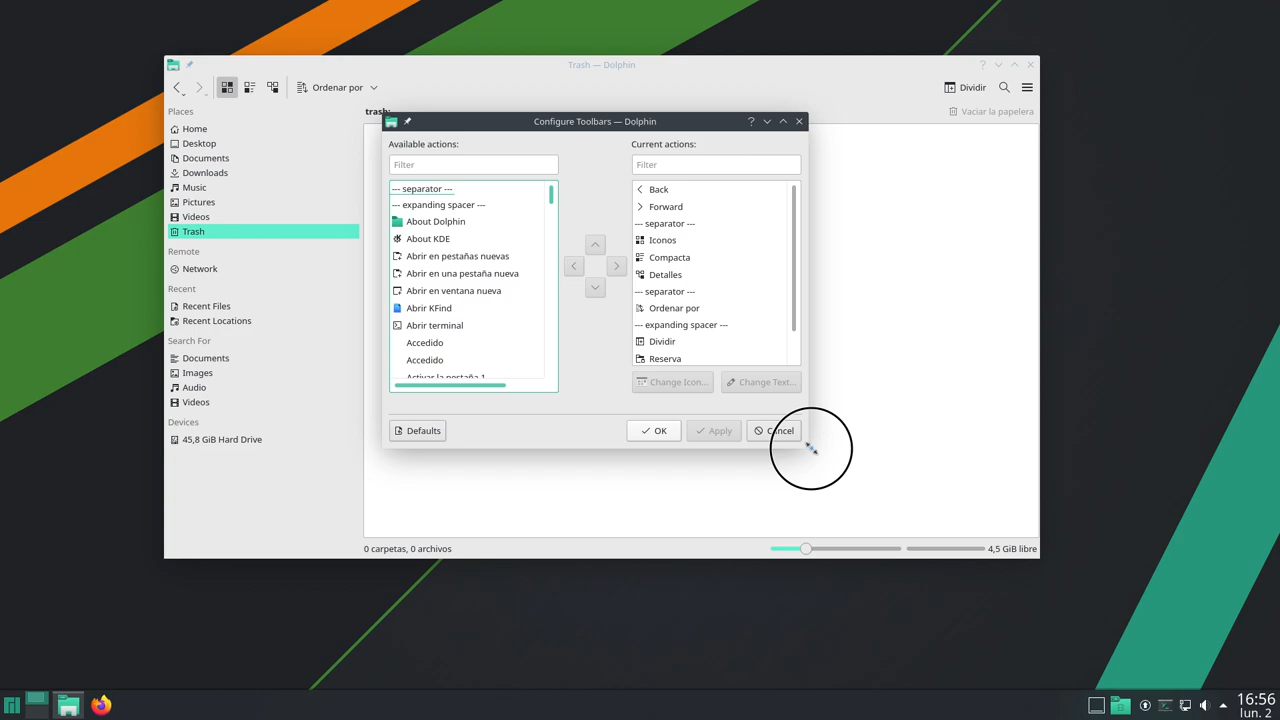 Trash — Dolphin
Ordenar por
Dividir
Places
Home
Desktop
Documents
Downloads
Music
Pictures
Videos
Trash
Remote
Network
Recent
Recent Files
Recent Locations
Search For
Documents
Images
Audio
Videos
Devices
45,8 GiB Hard Drive
trash:
Vaciar la papelera
Configure Toolbars — Dolphin
Available actions:
Filter
--- separator ---
--- expanding spacer ---
About Dolphin
About KDE
Abrir en pestañas nuevas
Abrir en una pestaña nueva
Abrir en ventana nueva
Abrir KFind
Abrir terminal
Accedido
Accedido
Activar la pestaña 1
Current actions:
Filter
Back
Forward
--- separator ---
Iconos
Compacta
Detalles
--- separator ---
Ordenar por
--- expanding spacer ---
Dividir
Reserva
Change Icon...
Change Text...
Defaults
OK
Apply
Cancel
0 carpetas, 0 archivos
4,5 GiB libre
16:56
lun. 2